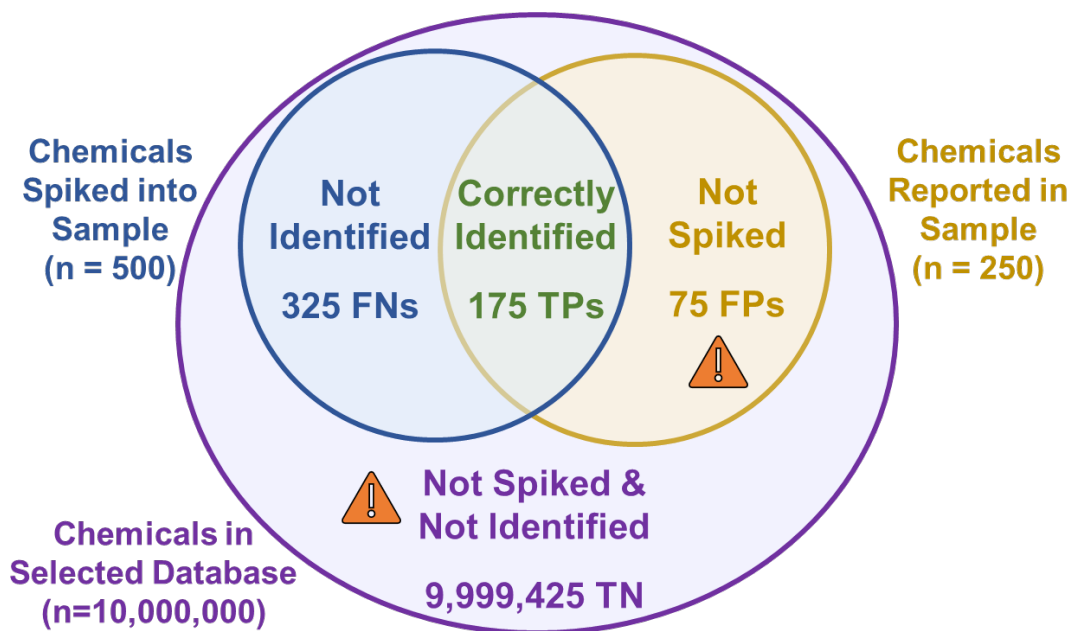 Chemicals
Spiked into
Sample
(n = 500)
Not
Identified
325 FNs
Correctly
Identified
175 TPs
Not
Spiked
75 FPs
!
Chemicals
Reported in
Sample
(n = 250)
!
Not Spiked &
Not Identified
9,999,425 TN
Chemicals in
Selected Database
(n=10,000,000)